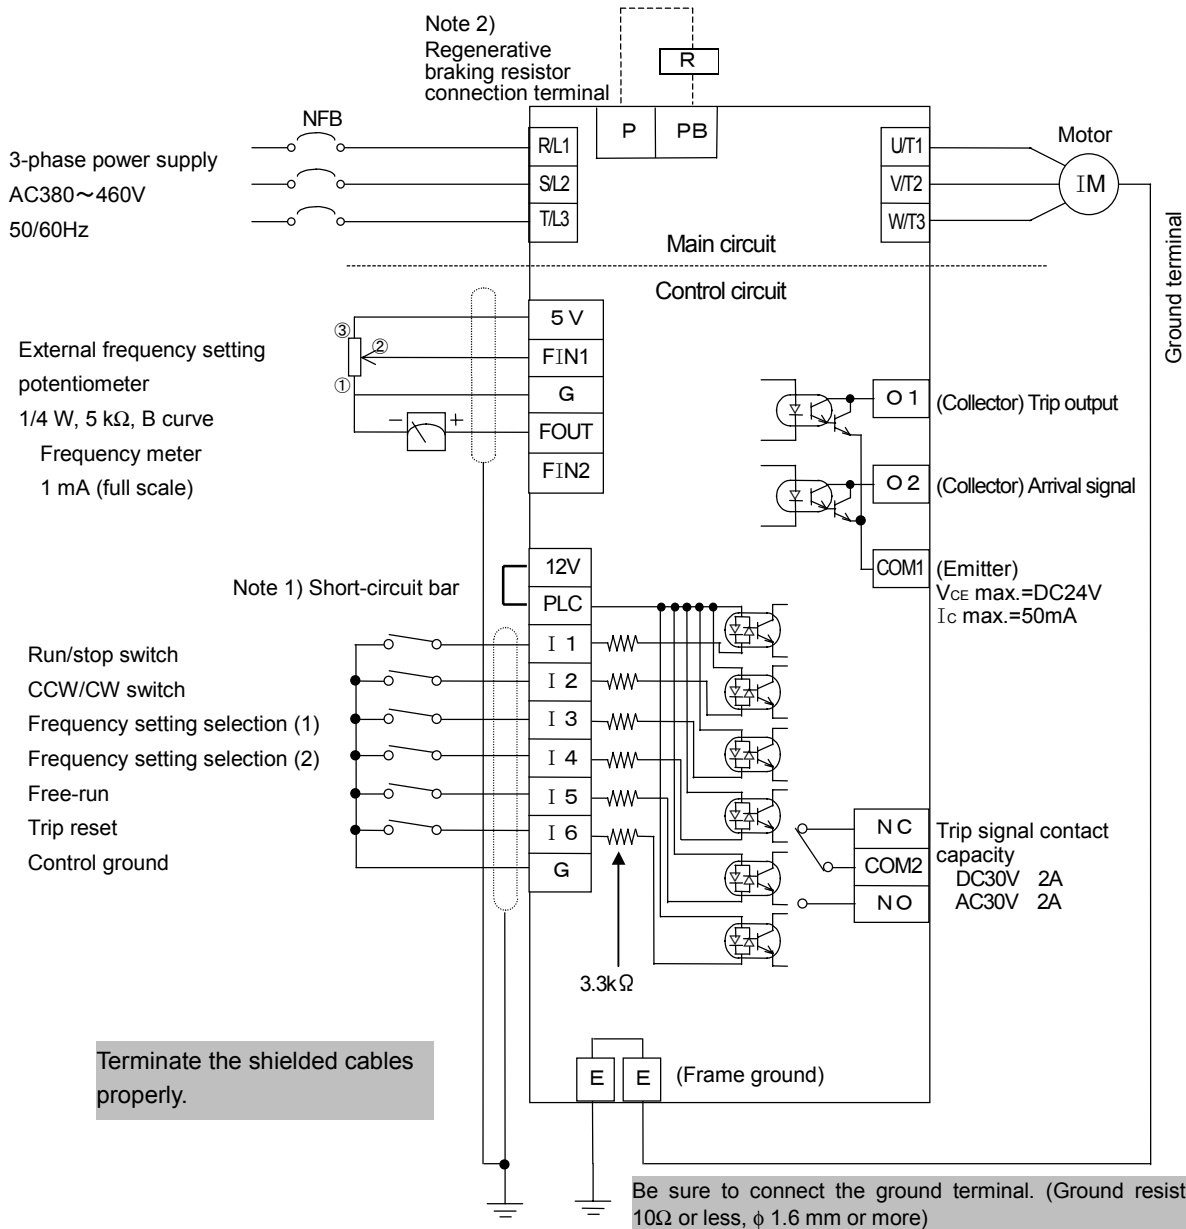 Note 2)
Regenerative
braking resistor
connection terminal
R
P
PB
NFB
3-phase power supply
AC380～460V
50/60Hz
R/L1
S/L2
T/L3
U/T1
V/T2
W/T3
Motor
IM
Ground terminal
Main circuit
Control circuit
External frequency setting
potentiometer
1/4 W, 5 kΩ, B curve
Frequency meter
1 mA (full scale)
③
②
①
－
＋
5V
FIN1
G
FOUT
FIN2
O1
(Collector) Trip output
O2
(Collector) Arrival signal
COM1
(Emitter)
VCE max.=DC24V
Ic max.=50mA
Note 1) Short-circuit bar
12V
PLC
I 1
I 2
I 3
I 4
I 5
I 6
G
Run/stop switch
CCW/CW switch
Frequency setting selection (1)
Frequency setting selection (2)
Free-run
Trip reset
Control ground
3.3kΩ
NC
COM2
NO
Trip signal contact
capacity
DC30V 2A
AC30V 2A
Terminate the shielded cables
properly.
E
E
(Frame ground)
Be sure to connect the ground terminal. (Ground resist
10Ω or less, ϕ 1.6 mm or more)